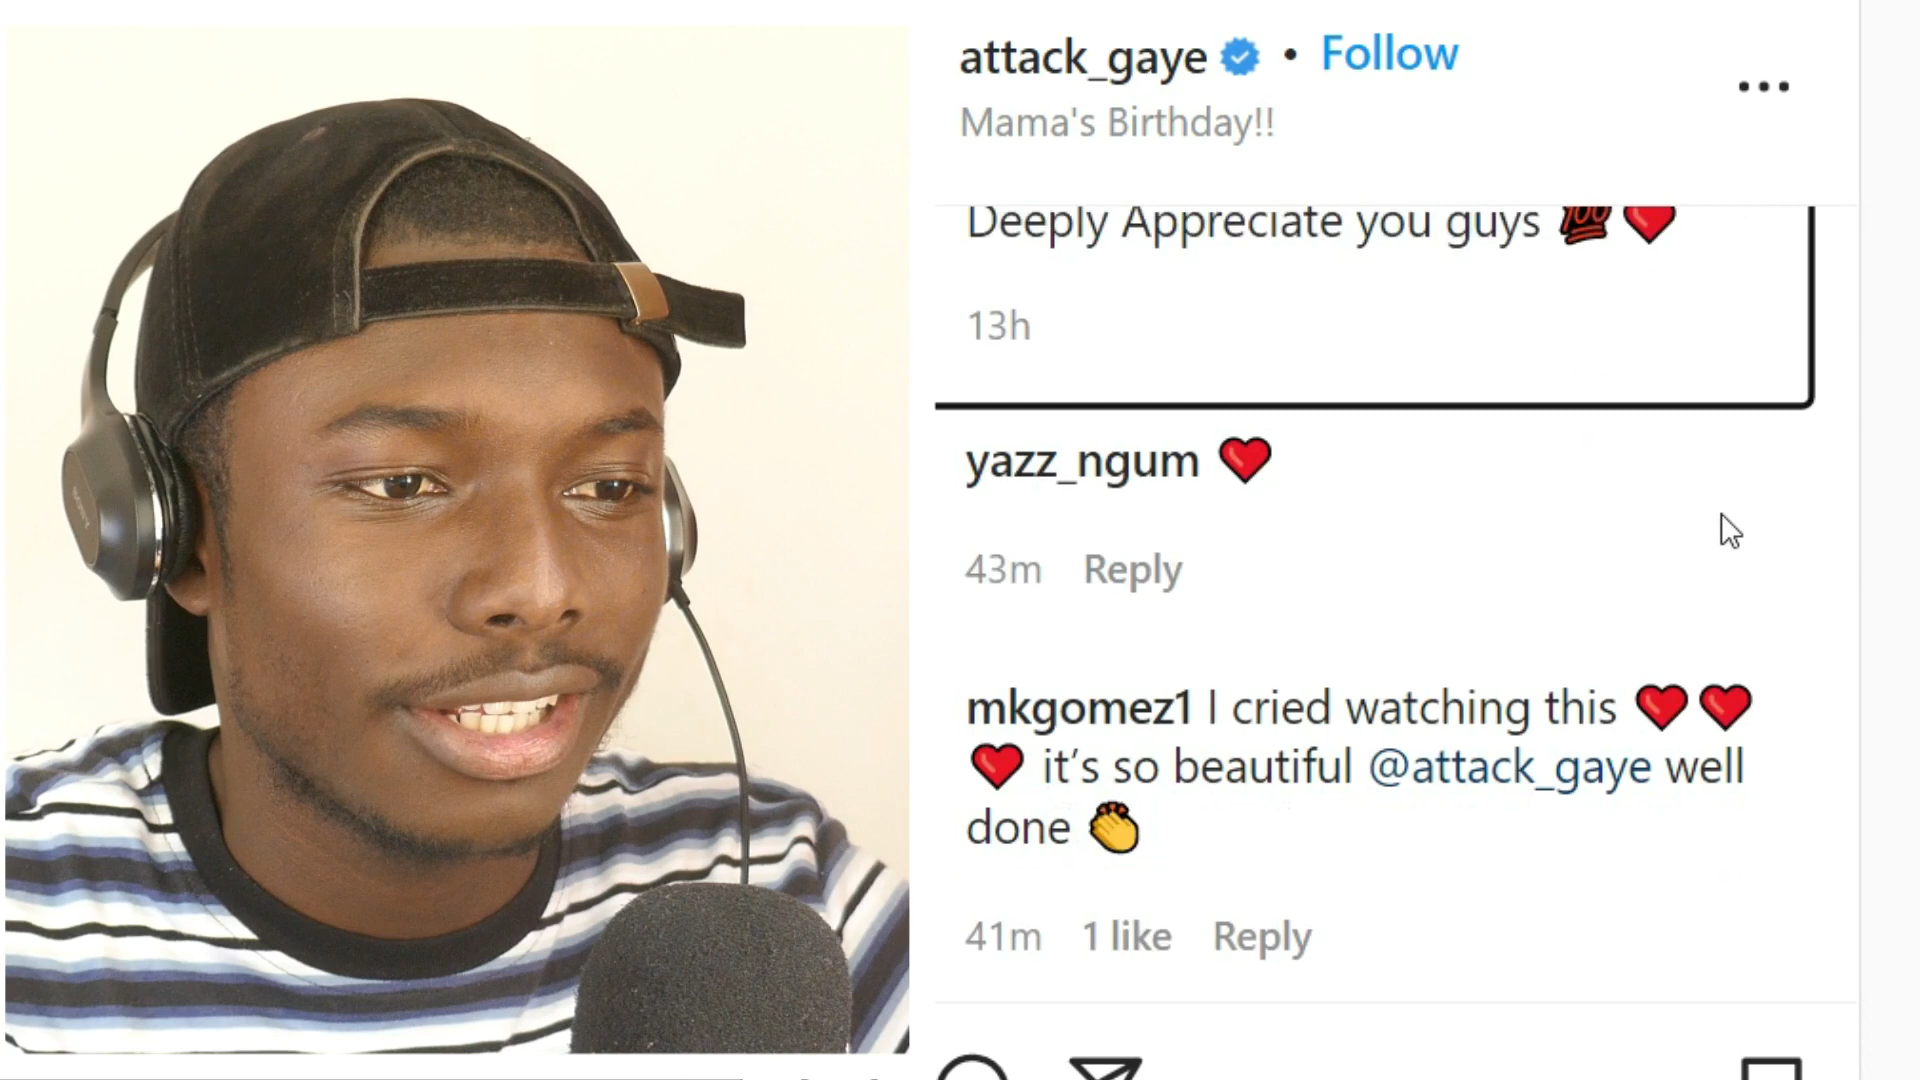 attack_gaye • Follow
Mama's Birthday!!
Deeply Appreciate you guys 💯❤️
13h
yazz_ngum ❤️
43m Reply
mkgomez1 I cried watching this ❤️❤️
❤️ it’s so beautiful @attack_gaye well
done 👏
41m 1 like Reply
SONY